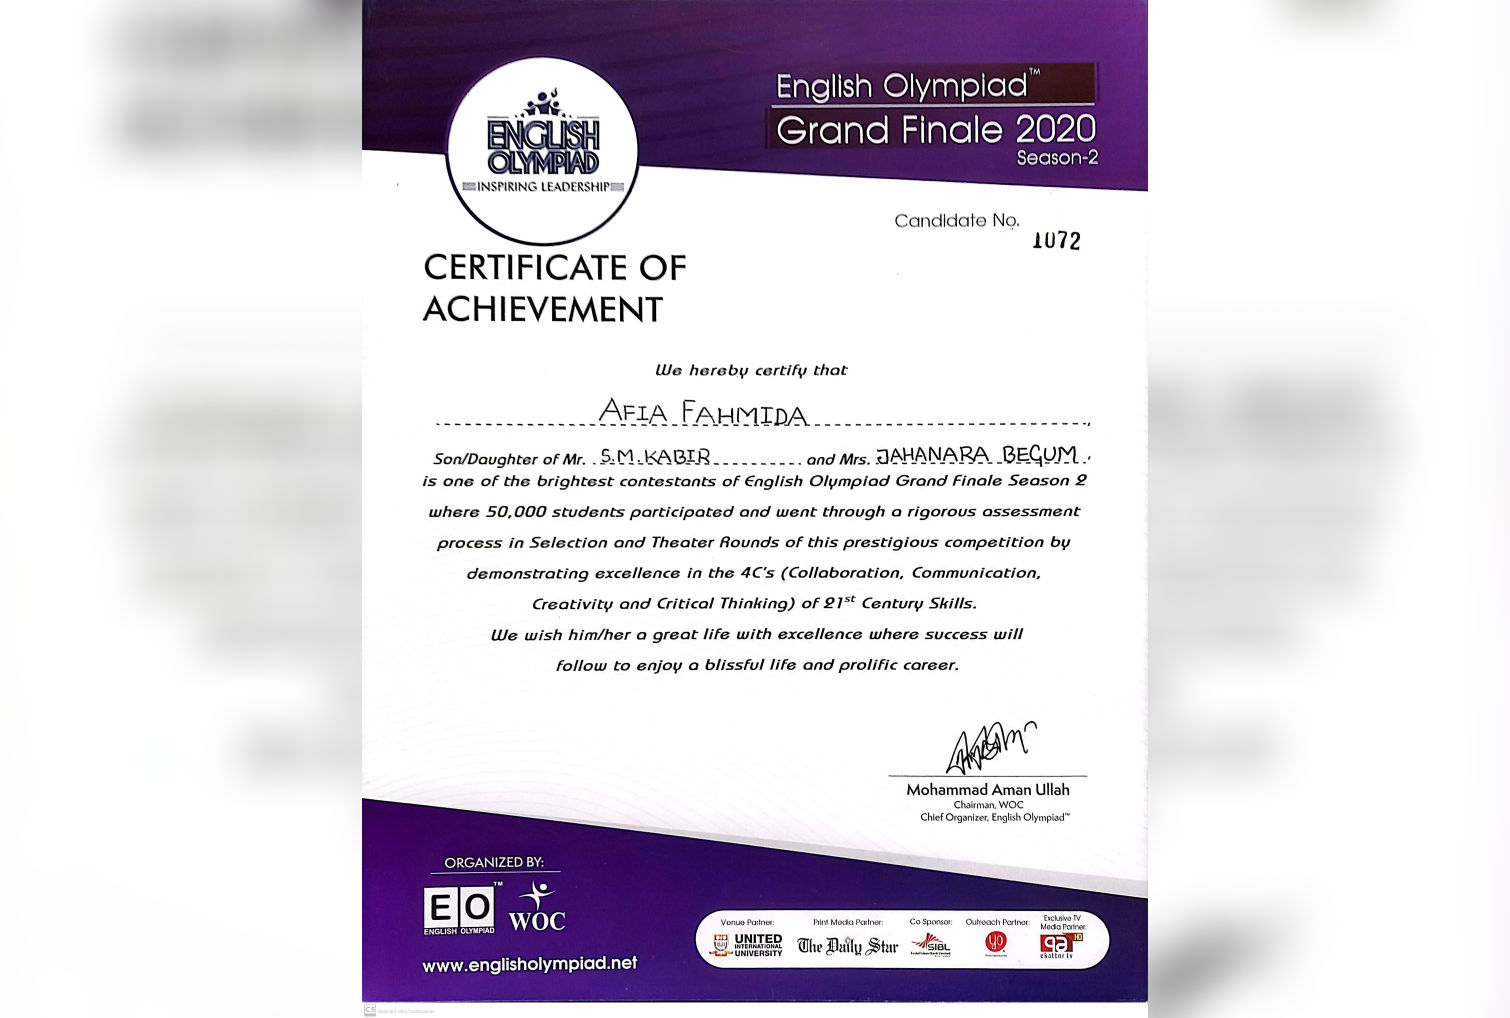 English Olympiad™
Grand Finale 2020
Season-2
ENGLISH
OLYMPIAD
INSPIRING LEADERSHIP
Candidate No.
1072
CERTIFICATE OF
ACHIEVEMENT
We hereby certify that
AFIA FAHMIDA
Son/Daughter of Mr. S.M.KABIR and Mrs. JAHANARA BEGUM,
is one of the brightest contestants of English Olympiad Grand Finale Season 2
where 50,000 students participated and went through a rigorous assessment
process in Selection and Theater Rounds of this prestigious competition by
demonstrating excellence in the 4C's (Collaboration, Communication,
Creativity and Critical Thinking) of 21st Century Skills.
We wish him/her a great life with excellence where success will
follow to enjoy a blissful life and prolific career.
Mohammad Aman Ullah
Chairman, WOC
Chief Organizer, English Olympiad™
ORGANIZED BY:
EO™
ENGLISH OLYMPIAD
WOC
www.englisholympiad.net
Venue Partner:
UNITED
INTERNATIONAL
UNIVERSITY
Print Media Partner:
The Daily Star
Co Sponsor:
SIBL
Outreach Partner:
yo
Exclusive TV
Media Partner:
HD
ekattor tv
CS Scanned with CamScanner